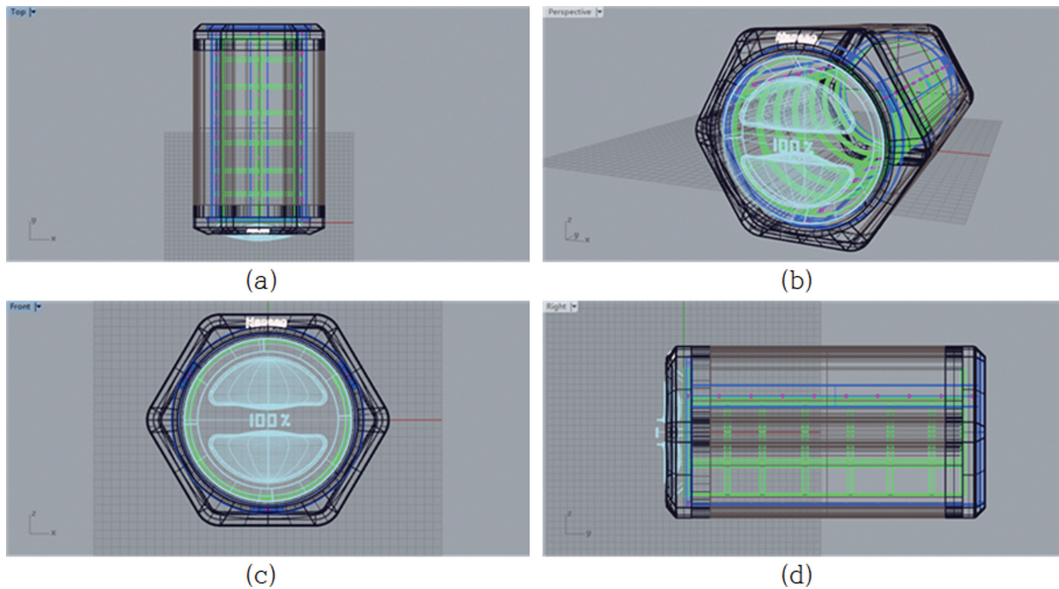 Top
Perspective
y
x
100%
z
y
x
(a)
(b)
Front
Right
100%
z
x
z
y
(c)
(d)